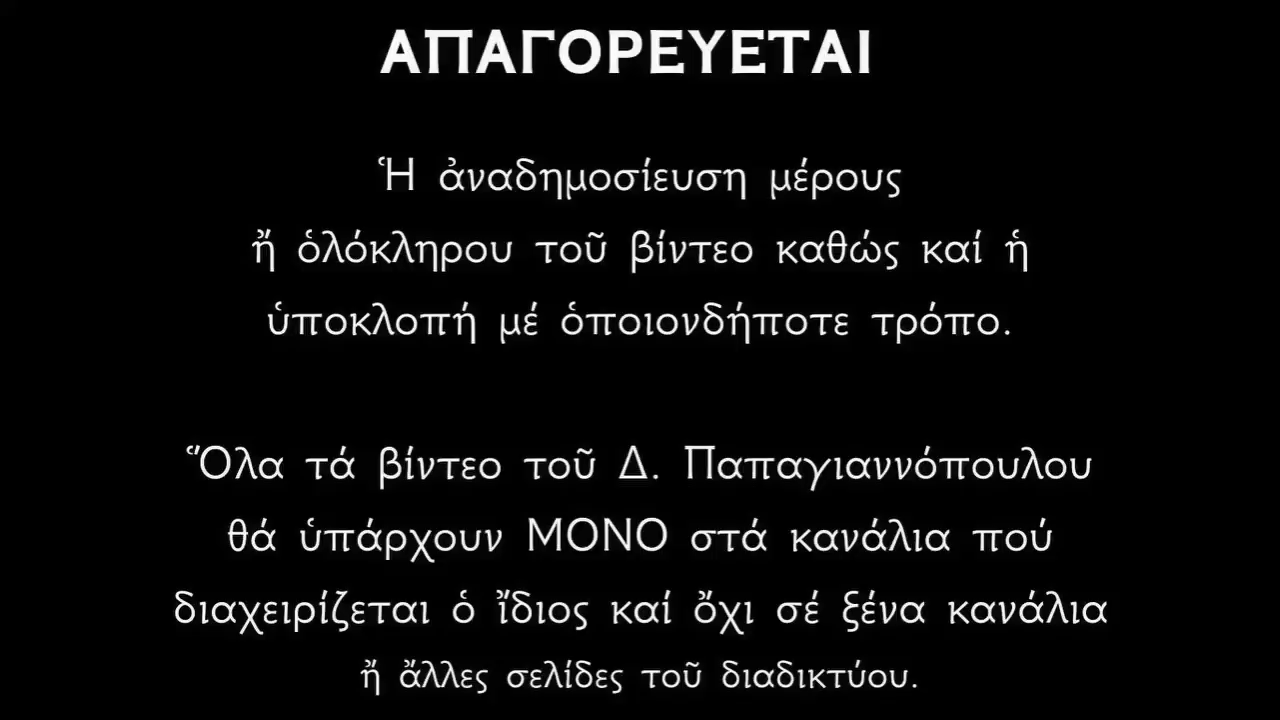 ΑΠΑΓΟΡΕΥΕΤΑΙ
Ἡ ἀναδημοσίευση μέρους
ἤ ὁλόκληρου τοῦ βίντεο καθώς καί ἡ
ὑποκλοπή μέ ὁποιονδήποτε τρόπο.
Ὅλα τά βίντεο τοῦ Δ. Παπαγιαννόπουλου
θά ὑπάρχουν ΜΟΝΟ στά κανάλια πού
διαχειρίζεται ὁ ἴδιος καί ὄχι σέ ξένα κανάλια
ἤ ἄλλες σελίδες τοῦ διαδικτύου.